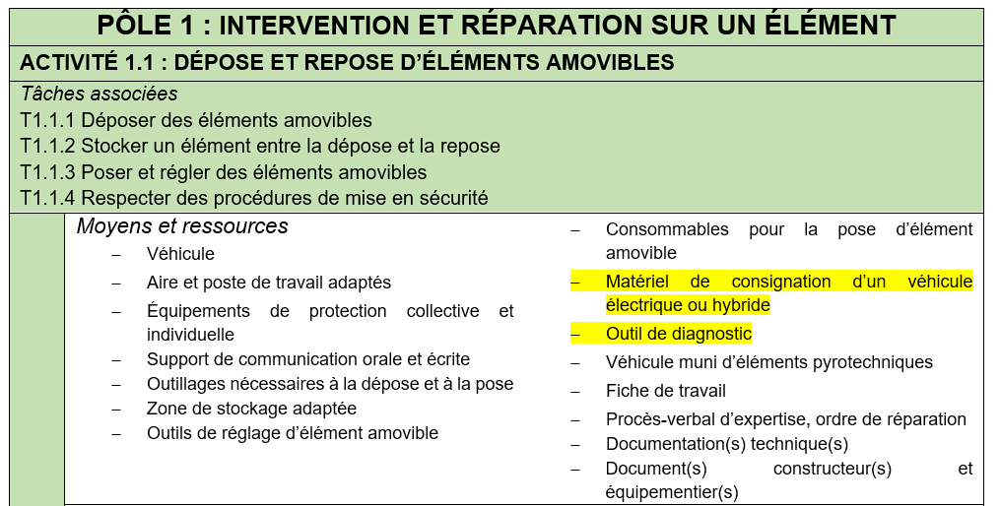 PÔLE 1 : INTERVENTION ET RÉPARATION SUR UN ÉLÉMENT
ACTIVITÉ 1.1 : DÉPOSE ET REPOSE D’ÉLÉMENTS AMOVIBLES
Tâches associées
T1.1.1 Déposer des éléments amovibles
T1.1.2 Stocker un élément entre la dépose et la repose
T1.1.3 Poser et régler des éléments amovibles
T1.1.4 Respecter des procédures de mise en sécurité
Moyens et ressources
– Véhicule
– Aire et poste de travail adaptés
– Équipements de protection collective et
individuelle
– Support de communication orale et écrite
– Outillages nécessaires à la dépose et à la pose
– Zone de stockage adaptée
– Outils de réglage d’élément amovible
– Consommables pour la pose d’élément
amovible
– Matériel de consignation d’un véhicule
électrique ou hybride
– Outil de diagnostic
– Véhicule muni d’éléments pyrotechniques
– Fiche de travail
– Procès-verbal d’expertise, ordre de réparation
– Documentation(s) technique(s)
– Document(s) constructeur(s) et
équipementier(s)